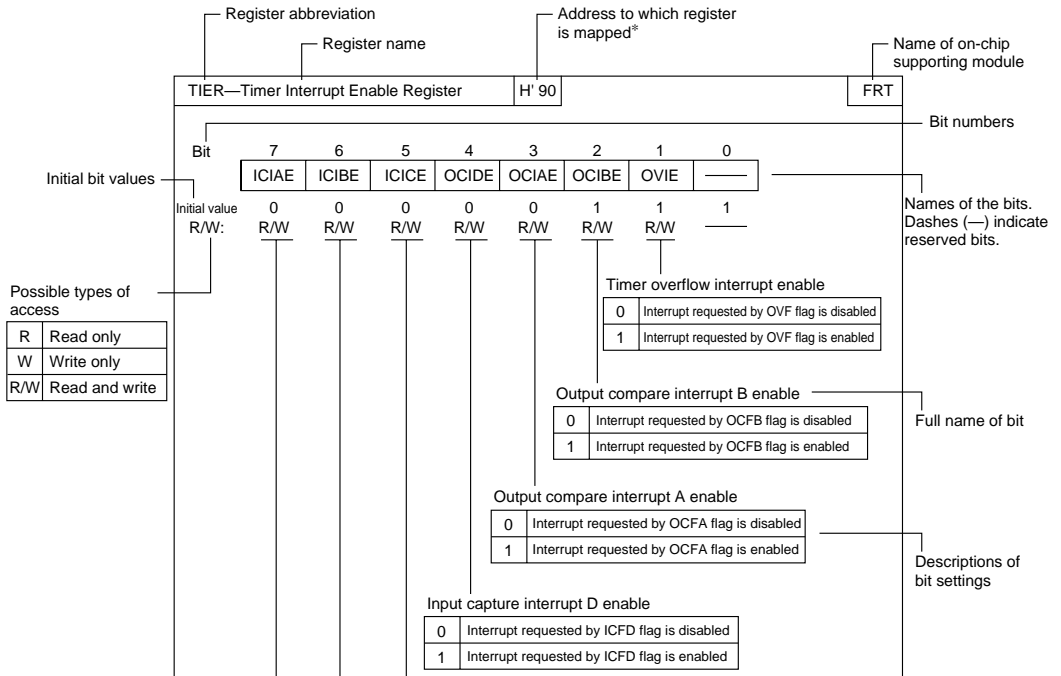 Register abbreviation
Register name
Address to which register
is mapped*
Name of on-chip
supporting module
TIER—Timer Interrupt Enable Register H' 90 FRT
Bit numbers
Bit 7 6 5 4 3 2 1 0
ICIAE ICIBE ICICE OCIDE OCIAE OCIBE OVIE —
Initial bit values
Initial value 0 0 0 0 0 1 1 1
R/W: R/W R/W R/W R/W R/W R/W R/W —
Names of the bits.
Dashes (—) indicate
reserved bits.
Possible types of
access
R Read only
W Write only
R/W Read and write
Timer overflow interrupt enable
0 Interrupt requested by OVF flag is disabled
1 Interrupt requested by OVF flag is enabled
Output compare interrupt B enable
0 Interrupt requested by OCFB flag is disabled
1 Interrupt requested by OCFB flag is enabled
Full name of bit
Output compare interrupt A enable
0 Interrupt requested by OCFA flag is disabled
1 Interrupt requested by OCFA flag is enabled
Descriptions of
bit settings
Input capture interrupt D enable
0 Interrupt requested by ICFD flag is disabled
1 Interrupt requested by ICFD flag is enabled